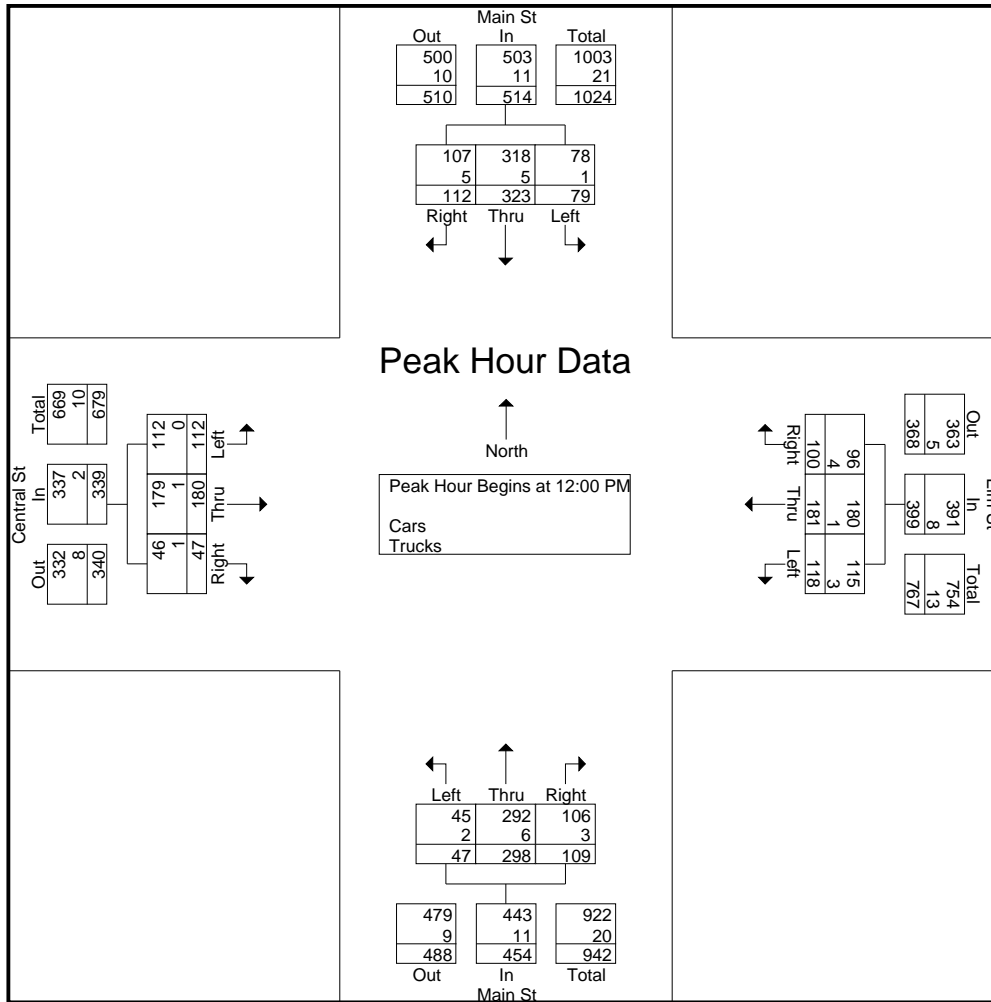 Main St
Out In Total
500 503 1003
10 11 21
510 514 1024
107 318 78
5 5 1
112 323 79
Right Thru Left
Peak Hour Data
North
Peak Hour Begins at 12:00 PM
Cars
Trucks
Central St
Total
669
10
679
In
337
2
339
Out
332
8
340
112
0
112
Left
179
1
180
Thru
46
1
47
Right
Right
100
4
96
Thru
181
1
180
Left
118
3
115
Out
363
5
368
In
391
8
399
Total
754
13
767
St
Left Thru Right
45 292 106
2 6 3
47 298 109
479 443 922
9 11 20
488 454 942
Out In Total
Main St